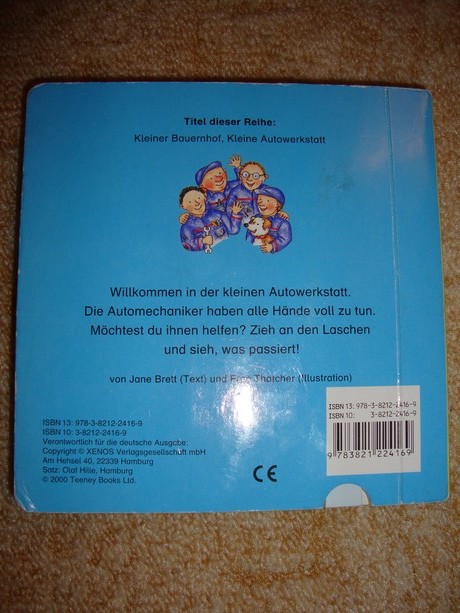 Titel dieser Reihe:
Kleiner Bauernhof, Kleine Autowerkstatt
Willkommen in der kleinen Autowerkstatt.
Die Automechaniker haben alle Hände voll zu tun.
Möchtest du ihnen helfen? Zieh an den Laschen
und sieh, was passiert!
von Jane Brett (Text) und Fran Thatcher (Illustration)
ISBN 13: 978-3-8212-2416-9
ISBN 10: 3-8212-2416-9
Verantwortlich für die deutsche Ausgabe:
Copyright © XENOS Verlagsgesellschaft mbH
Am Hehsel 40, 22339 Hamburg
Satz: Olaf Hille, Hamburg
© 2000 Teeney Books Ltd.
CE
ISBN 13: 978-3-8212-2416-9
ISBN 10: 3-8212-2416-9
9 783821 224169